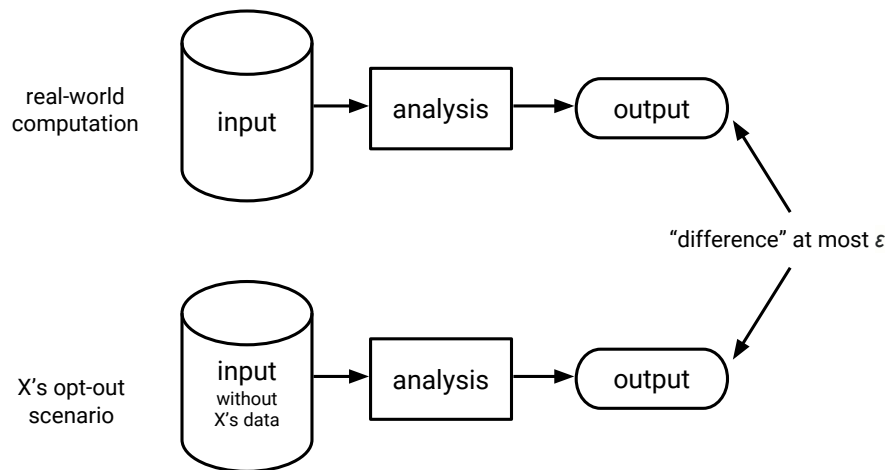 real-world
computation
input
analysis
output
“difference” at most ε
X's opt-out
scenario
input
without
X's data
analysis
output